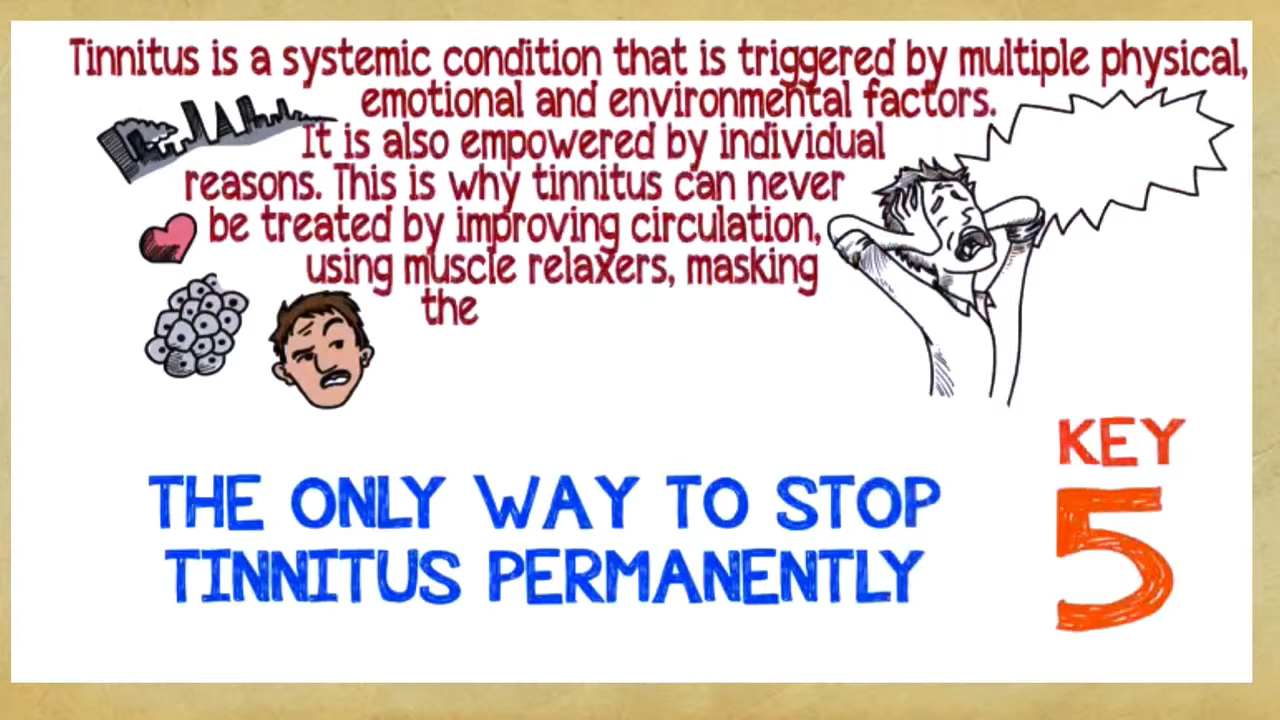 Tinnitus is a systemic condition that is triggered by multiple physical,
emotional and environmental factors.
It is also empowered by individual
reasons. This is why tinnitus can never
be treated by improving circulation,
using muscle relaxers, masking
the
KEY
5
THE ONLY WAY TO STOP
TINNITUS PERMANENTLY